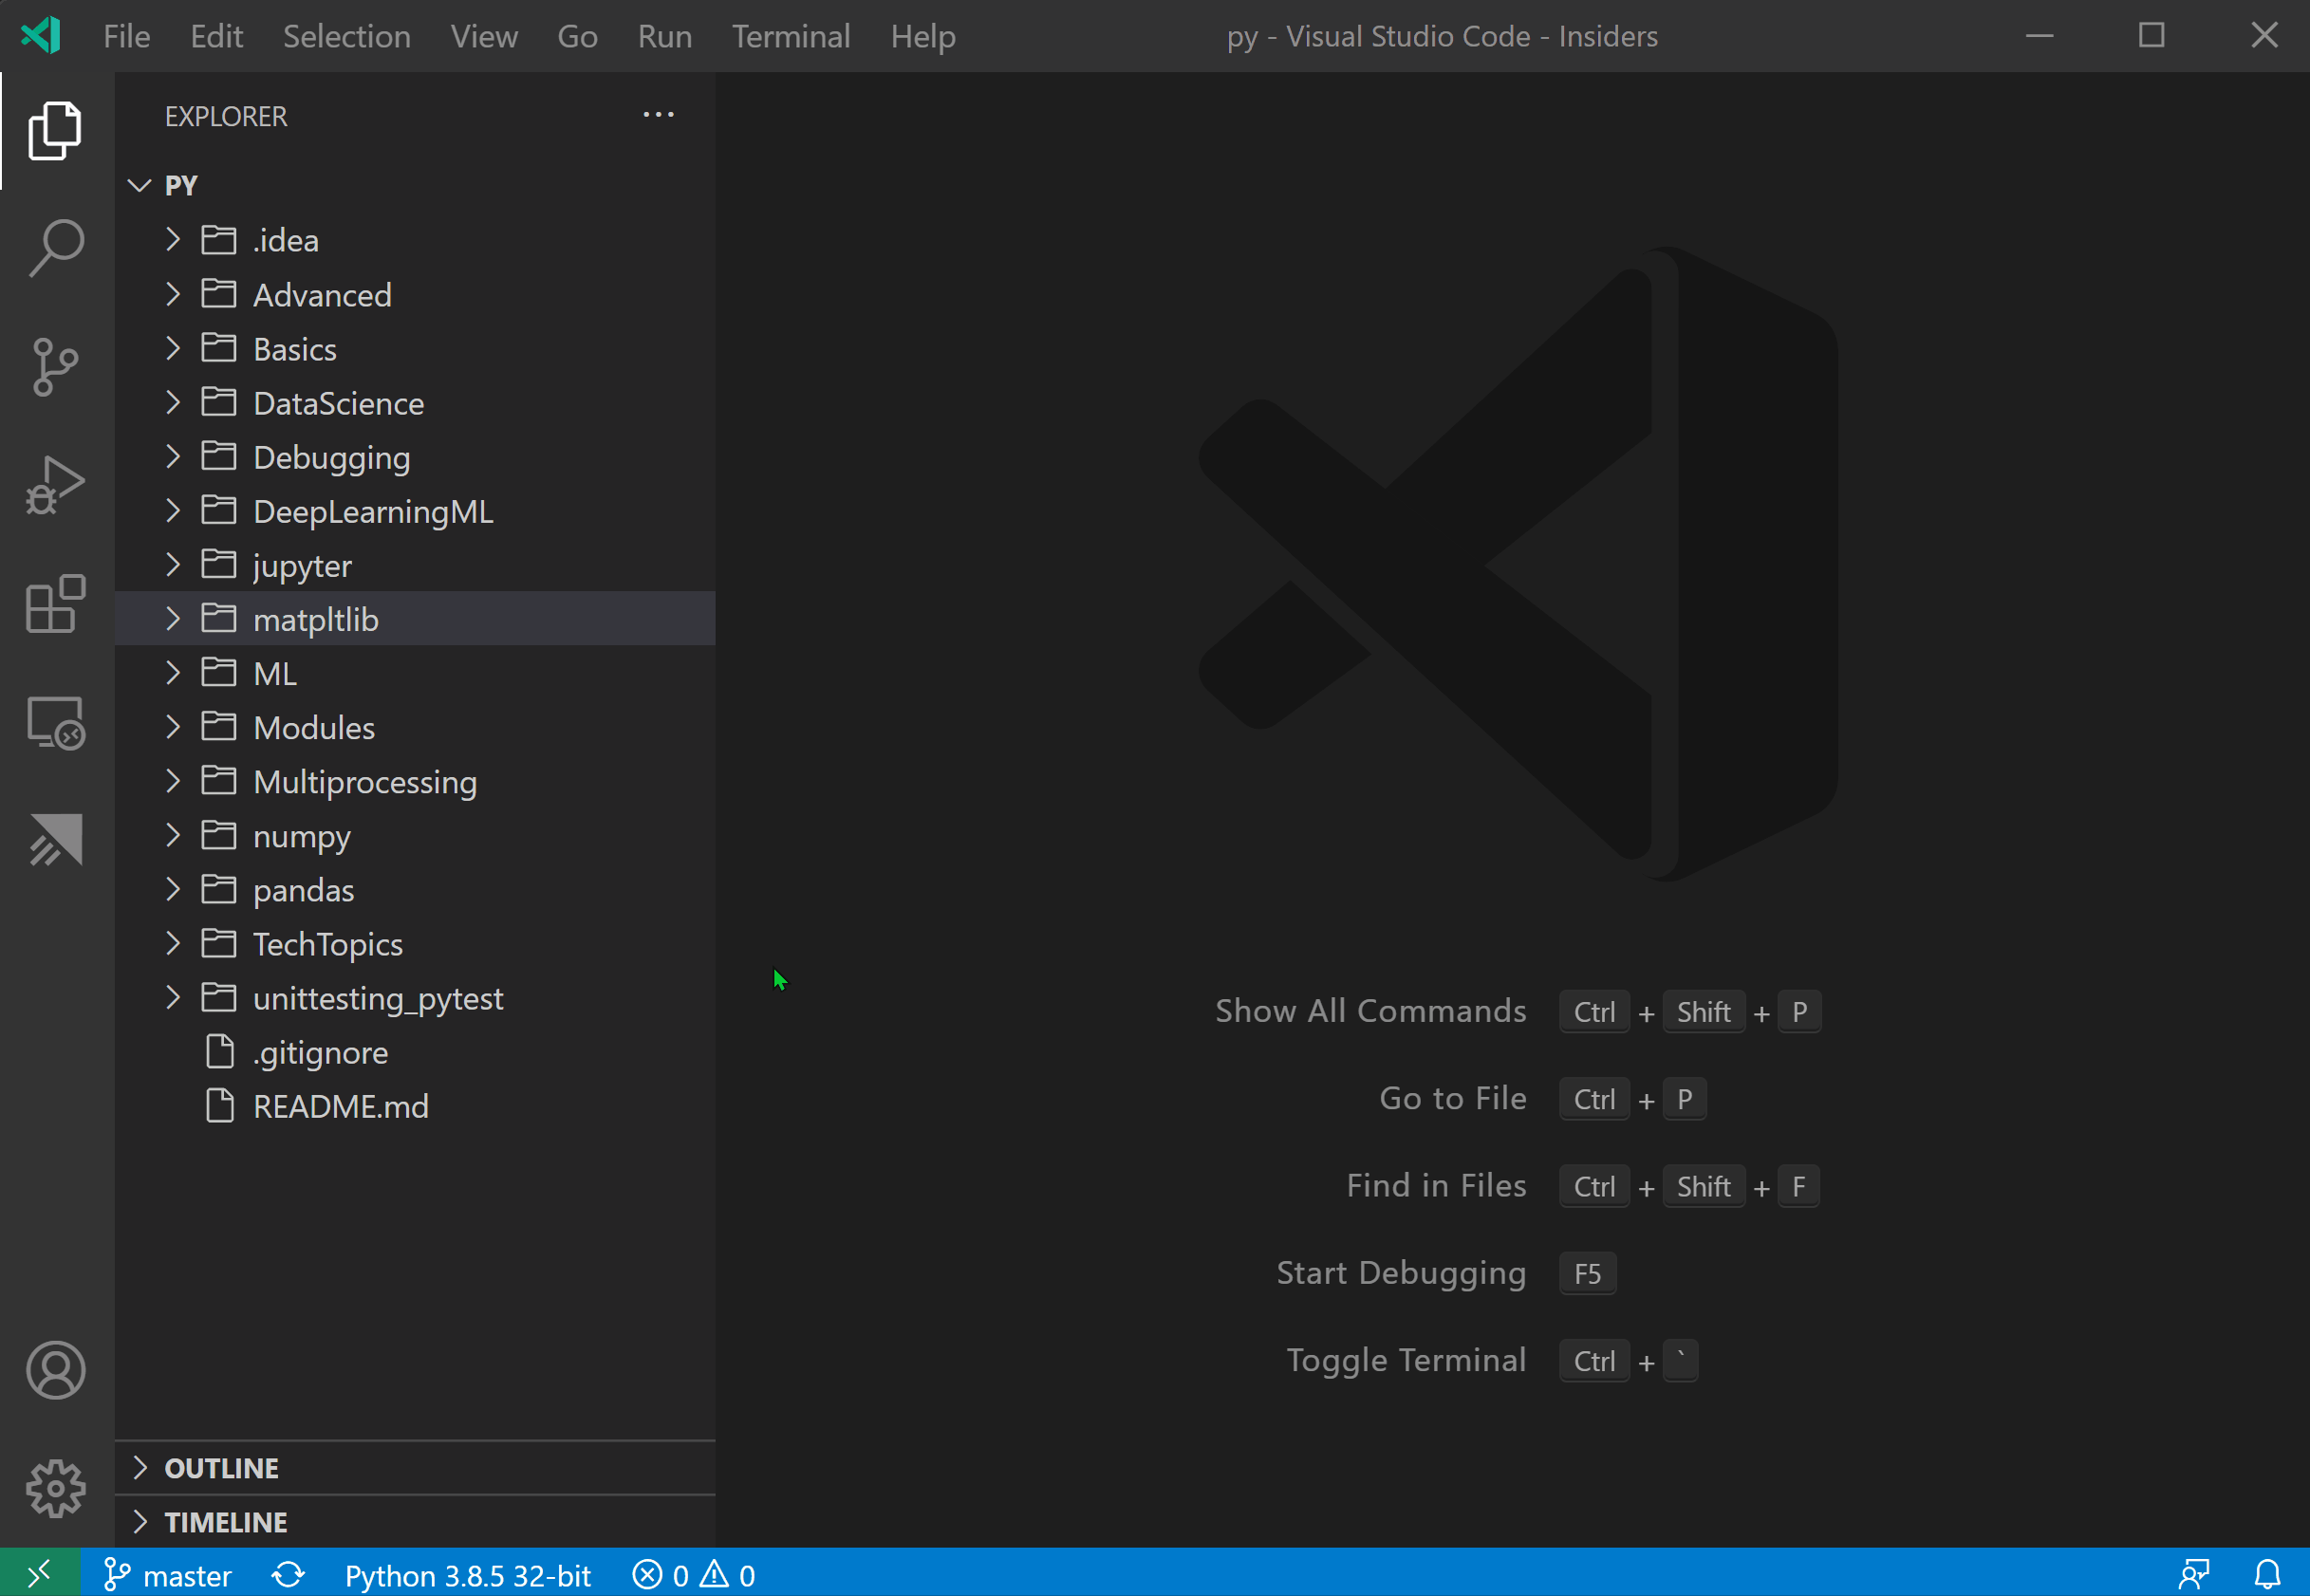 File Edit Selection View Go Run Terminal Help
py - Visual Studio Code - Insiders
EXPLORER
PY
.idea
Advanced
Basics
DataScience
Debugging
DeepLearningML
jupyter
matpltlib
ML
Modules
Multiprocessing
numpy
pandas
TechTopics
unittesting_pytest
.gitignore
README.md
OUTLINE
TIMELINE
Show All Commands Ctrl + Shift + P
Go to File Ctrl + P
Find in Files Ctrl + Shift + F
Start Debugging F5
Toggle Terminal Ctrl + `
master Python 3.8.5 32-bit 0 0